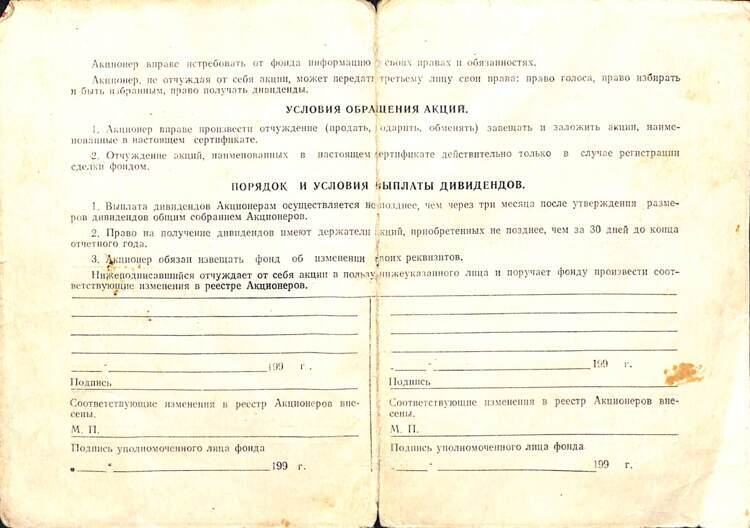 Акционер вправе истребовать от фонда информацию о своих правах и обязанностях.
Акционер, не отчуждая от себя акции, может передать третьему лицу свои права: право голоса, право избирать
и быть избранным, право получать дивиденды.
УСЛОВИЯ ОБРАЩЕНИЯ АКЦИЙ.
1. Акционер вправе произвести отчуждение (продать, подарить, обменять) завещать и заложить акции, наиме-
нованные в настоящем сертификате.
2. Отчуждение акций, наименованных в настоящем сертификате действительно только в случае регистрации
сделки фондом.
ПОРЯДОК И УСЛОВИЯ ВЫПЛАТЫ ДИВИДЕНДОВ.
1. Выплата дивидендов Акционерам осуществляется не позднее, чем через три месяца после утверждения разме-
ров дивидендов общим собранием Акционеров.
2. Право на получение дивидендов имеют держатели акций, приобретенных не позднее, чем за 30 дней до конца
отчетного года.
3. Акционер обязан извещать фонд об изменении своих реквизитов.
Нижеподписавшийся отчуждает от себя акции в пользу нижеуказанного лица и поручает фонду произвести соот-
ветствующие изменения в реестре Акционеров.
199 г.
Подпись
Соответствующие изменения в реестр Акционеров вне-
сены.
М. П.
Подпись уполномоченного лица фонда
199 г.
199 г.
Подпись
Соответствующие изменения в реестр Акционеров вне-
сены.
М. П.
Подпись уполномоченного лица фонда
199 г.